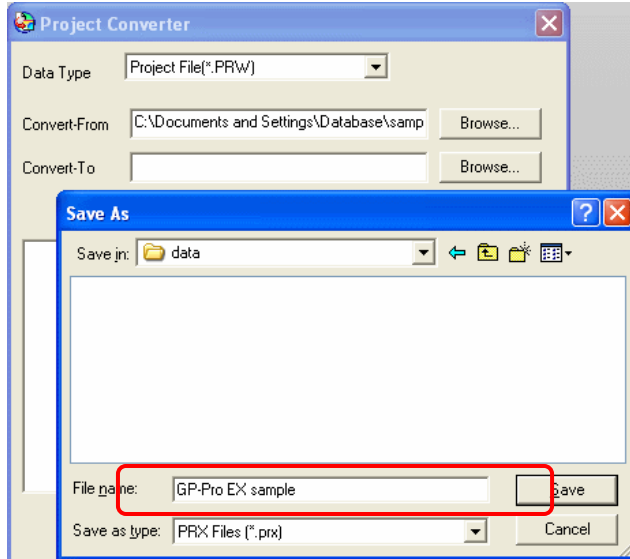 Project Converter
Data Type Project File(*.PRW)
Convert-From C:\Documents and Settings\Database\samp Browse...
Convert-To Browse...
Save As
Save in: data
File name: GP-Pro EX sample Save
Save as type: PRX Files (*.prx) Cancel